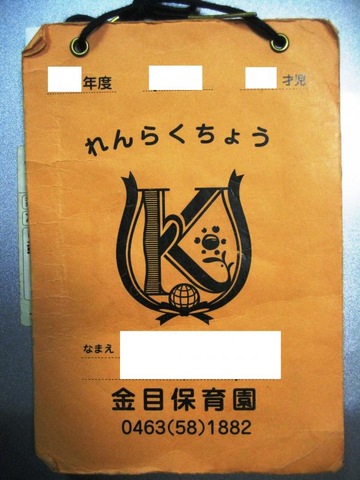 年度 才児
れんらくちょう
K
なまえ
金目保育園
0463(58)1882